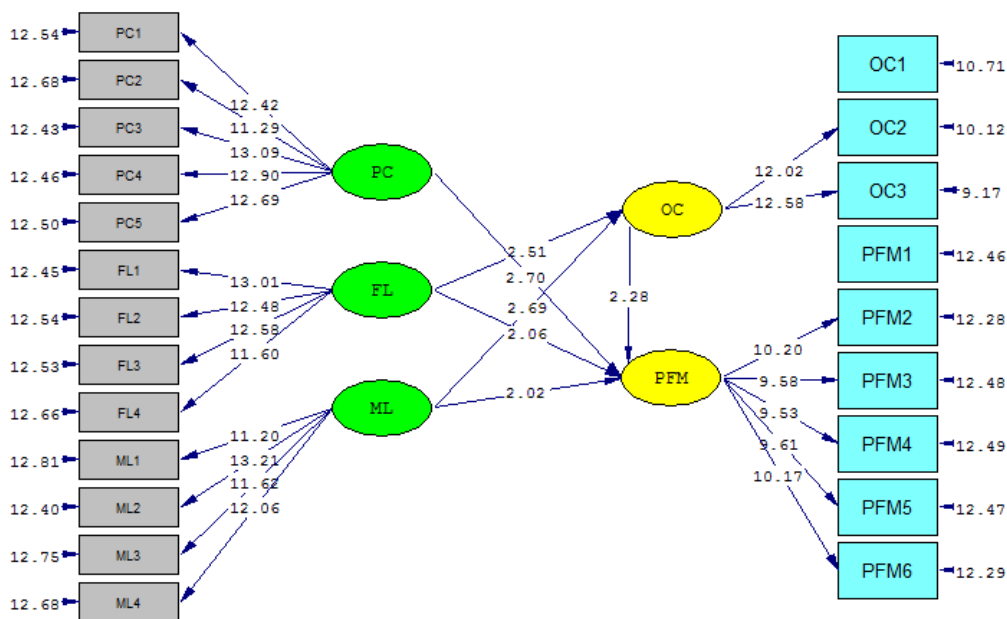 12.54 PC1
12.68 PC2
12.43 PC3
12.46 PC4
12.50 PC5
12.45 FL1
12.54 FL2
12.53 FL3
12.66 FL4
12.81 ML1
12.40 ML2
12.75 ML3
12.68 ML4
12.42
11.29
13.09
12.90
12.69
13.01
12.48
12.58
11.60
11.20
13.21
11.62
12.06
PC
FL
ML
2.51
2.70
2.69
2.06
2.02
OC
2.28
PFM
12.02
12.58
10.20
9.58
9.53
9.61
10.17
OC1 10.71
OC2 10.12
OC3 9.17
PFM1 12.46
PFM2 12.28
PFM3 12.48
PFM4 12.49
PFM5 12.47
PFM6 12.29